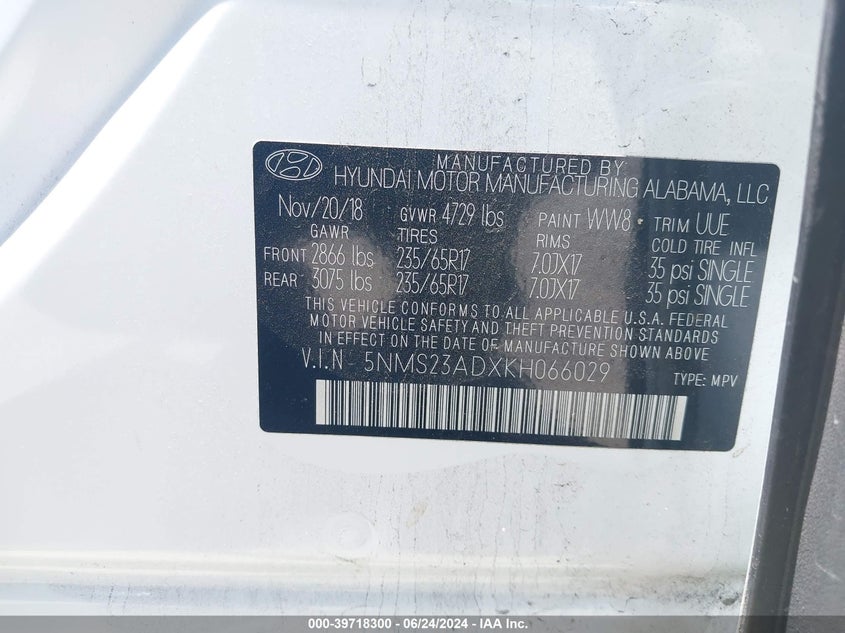 MANUFACTURED BY
HYUNDAI MOTOR MANUFACTURING ALABAMA, LLC
Nov/20/18 GVWR 4729 lbs PAINT WW8 • TRIM UUE
GAWR TIRES RIMS COLD TIRE INFL
FRONT 2866 lbs 235/65R17 7.0JX17 35 psi SINGLE
REAR 3075 lbs 235/65R17 7.0JX17 35 psi SINGLE
THIS VEHICLE CONFORMS TO ALL APPLICABLE U.S.A. FEDERAL
MOTOR VEHICLE SAFETY AND THEFT PREVENTION STANDARDS
IN EFFECT ON THE DATE OF MANUFACTURE SHOWN ABOVE.
V.I.N 5NMS23ADXKH066029
TYPE: MPV
000-39718300 - 06/24/2024 - IAA Inc.